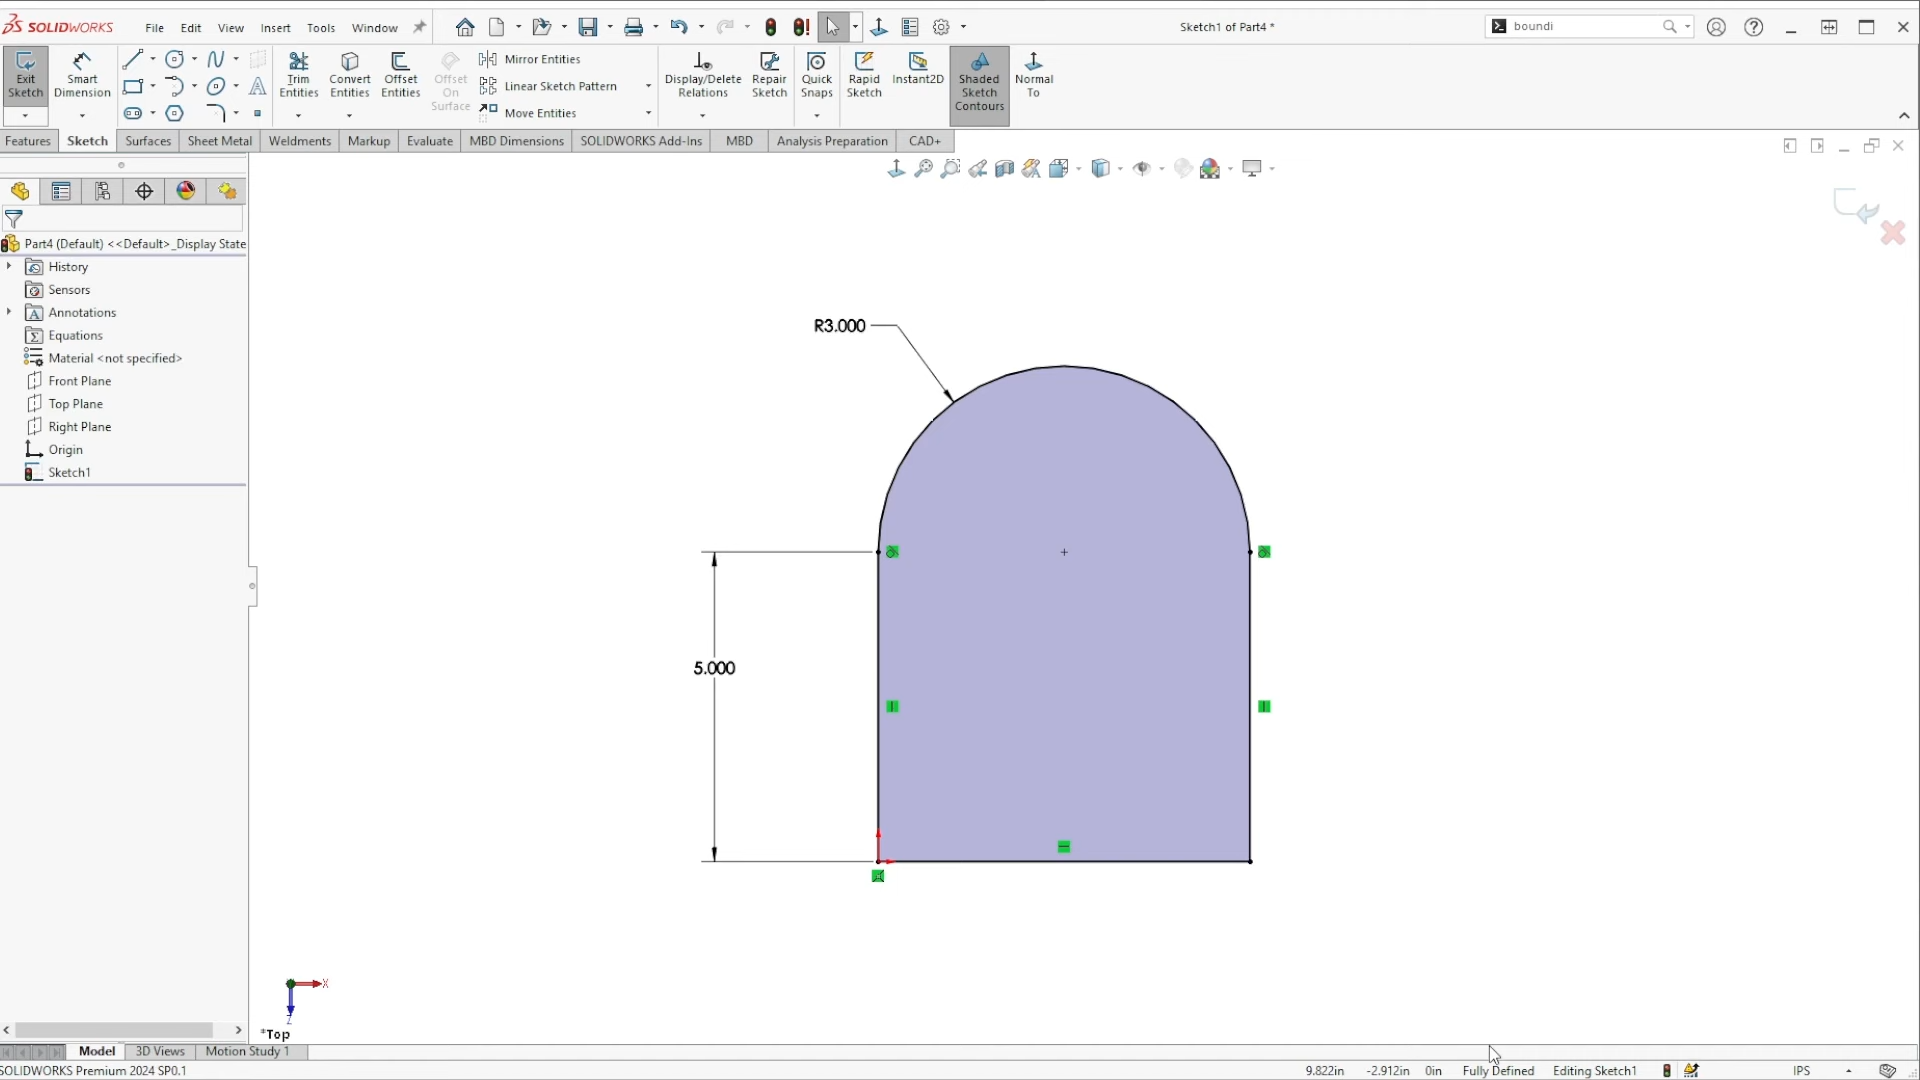 SOLIDWORKS File Edit View Insert Tools Window Sketch1 of Part4 * boundi
Exit Sketch
Smart Dimension
Trim Entities
Convert Entities
Offset Entities
Offset On Surface
Mirror Entities
Linear Sketch Pattern
Move Entities
Display/Delete Relations
Repair Sketch
Quick Snaps
Rapid Sketch
Instant2D
Shaded Sketch Contours
Normal To
Features Sketch Surfaces Sheet Metal Weldments Markup Evaluate MBD Dimensions SOLIDWORKS Add-Ins MBD Analysis Preparation CAD+
Part4 (Default) <<Default>_Display State
History
Sensors
Annotations
Equations
Material <not specified>
Front Plane
Top Plane
Right Plane
Origin
Sketch1
R3.000
5.000
X
Z
*Top
Model 3D Views Motion Study 1
SOLIDWORKS Premium 2024 SP0.1 9.822in -2.912in 0in Fully Defined Editing Sketch1 IPS